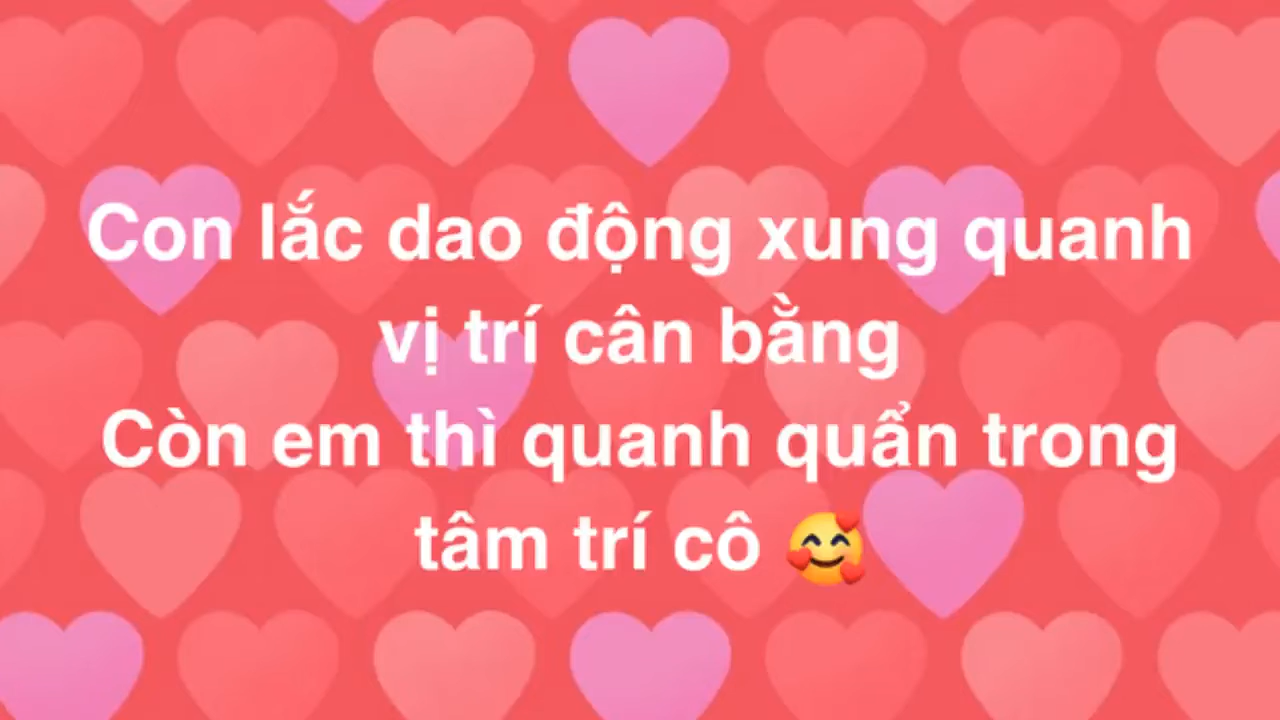 Con lắc dao động xung quanh
vị trí cân bằng
Còn em thì quanh quẩn trong
tâm trí cô 🥰